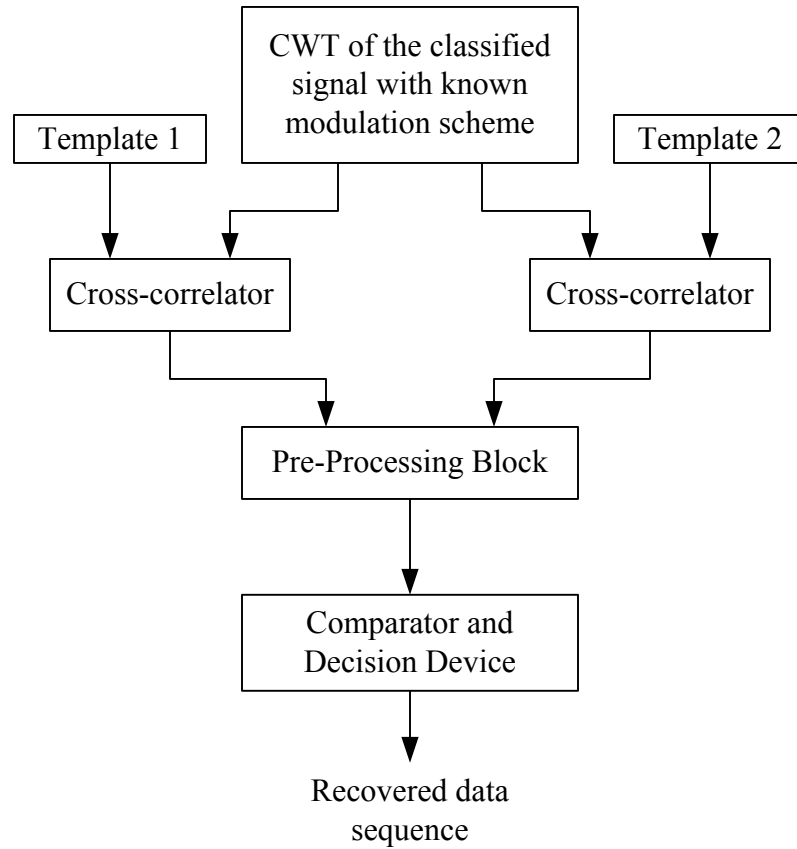 CWT of the classified
signal with known
modulation scheme
Template 1
Template 2
Cross-correlator
Cross-correlator
Pre-Processing Block
Comparator and
Decision Device
Recovered data
sequence